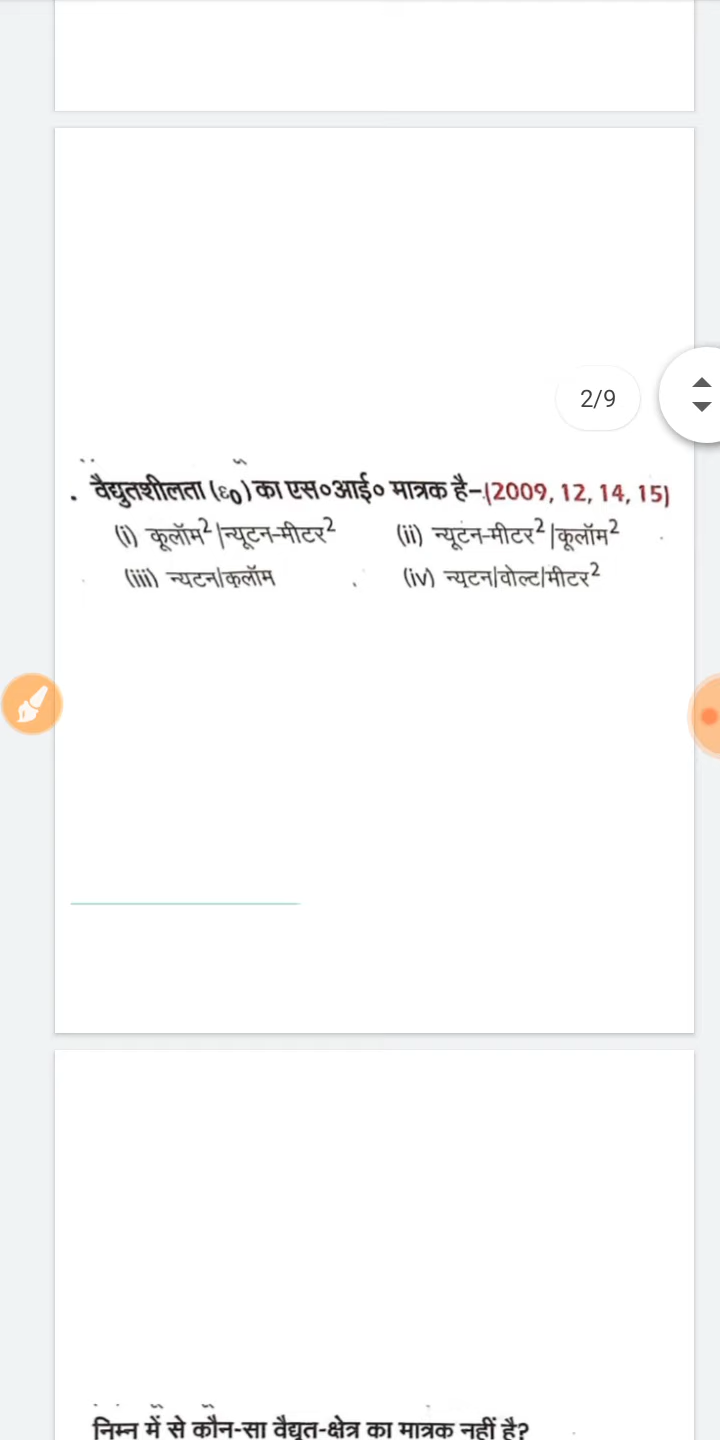 2/9
. वैद्युतशीलता (ε₀) का एस०आई० मात्रक है–(2009, 12, 14, 15)
(i) कूलॉम² |न्यूटन-मीटर² (ii) न्यूटन-मीटर² |कूलॉम²
(iii) न्यूटन|कूलॉम (iv) न्यूटन|वोल्ट|मीटर²
निम्न में से कौन-सा वैद्युत-क्षेत्र का मात्रक नहीं है?